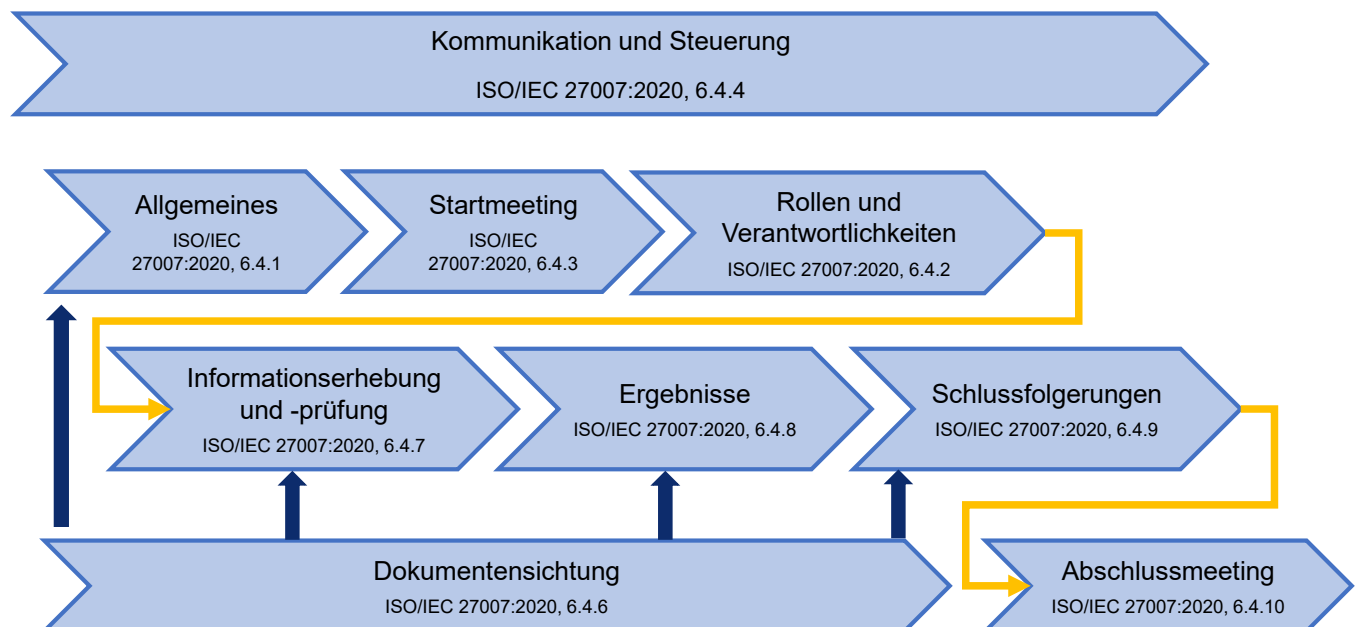 Kommunikation und Steuerung
ISO/IEC 27007:2020, 6.4.4
Allgemeines
ISO/IEC
27007:2020, 6.4.1
Startmeeting
ISO/IEC
27007:2020, 6.4.3
Rollen und
Verantwortlichkeiten
ISO/IEC 27007:2020, 6.4.2
Informationserhebung
und -prüfung
ISO/IEC 27007:2020, 6.4.7
Ergebnisse
ISO/IEC 27007:2020, 6.4.8
Schlussfolgerungen
ISO/IEC 27007:2020, 6.4.9
Dokumentensichtung
ISO/IEC 27007:2020, 6.4.6
Abschlussmeeting
ISO/IEC 27007:2020, 6.4.10